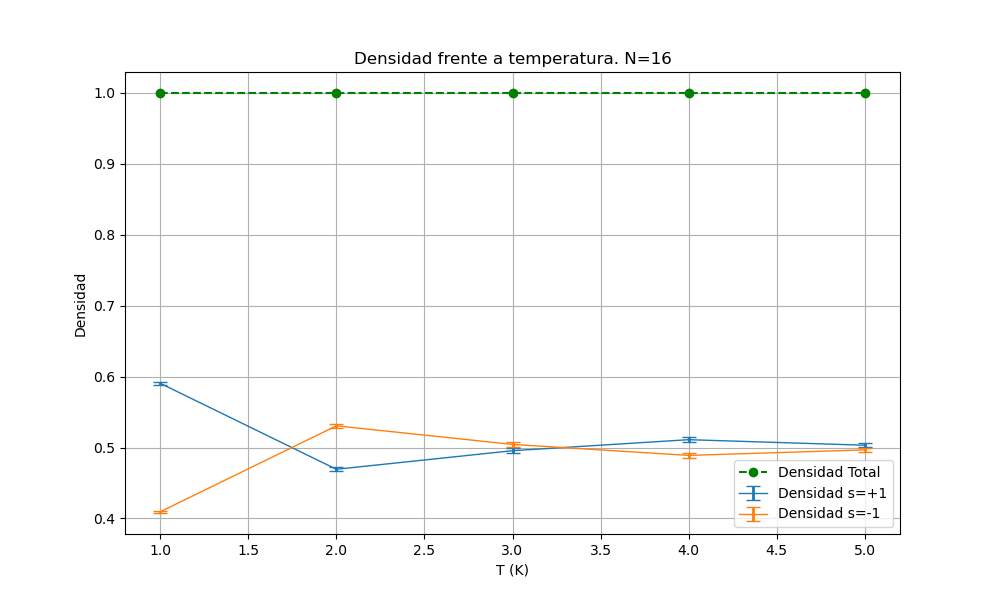 Densidad frente a temperatura. N=16
1.0
0.9
0.8
0.7
0.6
0.5
0.4
Densidad
Densidad Total
Densidad s=+1
Densidad s=-1
1.0 1.5 2.0 2.5 3.0 3.5 4.0 4.5 5.0
T (K)